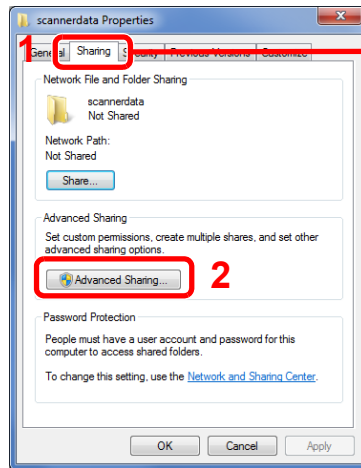 scannerdata Properties
1
General Sharing Security Previous Versions Customize
Network File and Folder Sharing
scannerdata
Not Shared
Network Path:
Not Shared
Share...
Advanced Sharing
Set custom permissions, create multiple shares, and set other
advanced sharing options.
Advanced Sharing...
2
Password Protection
People must have a user account and password for this
computer to access shared folders.
To change this setting, use the Network and Sharing Center.
OK Cancel Apply